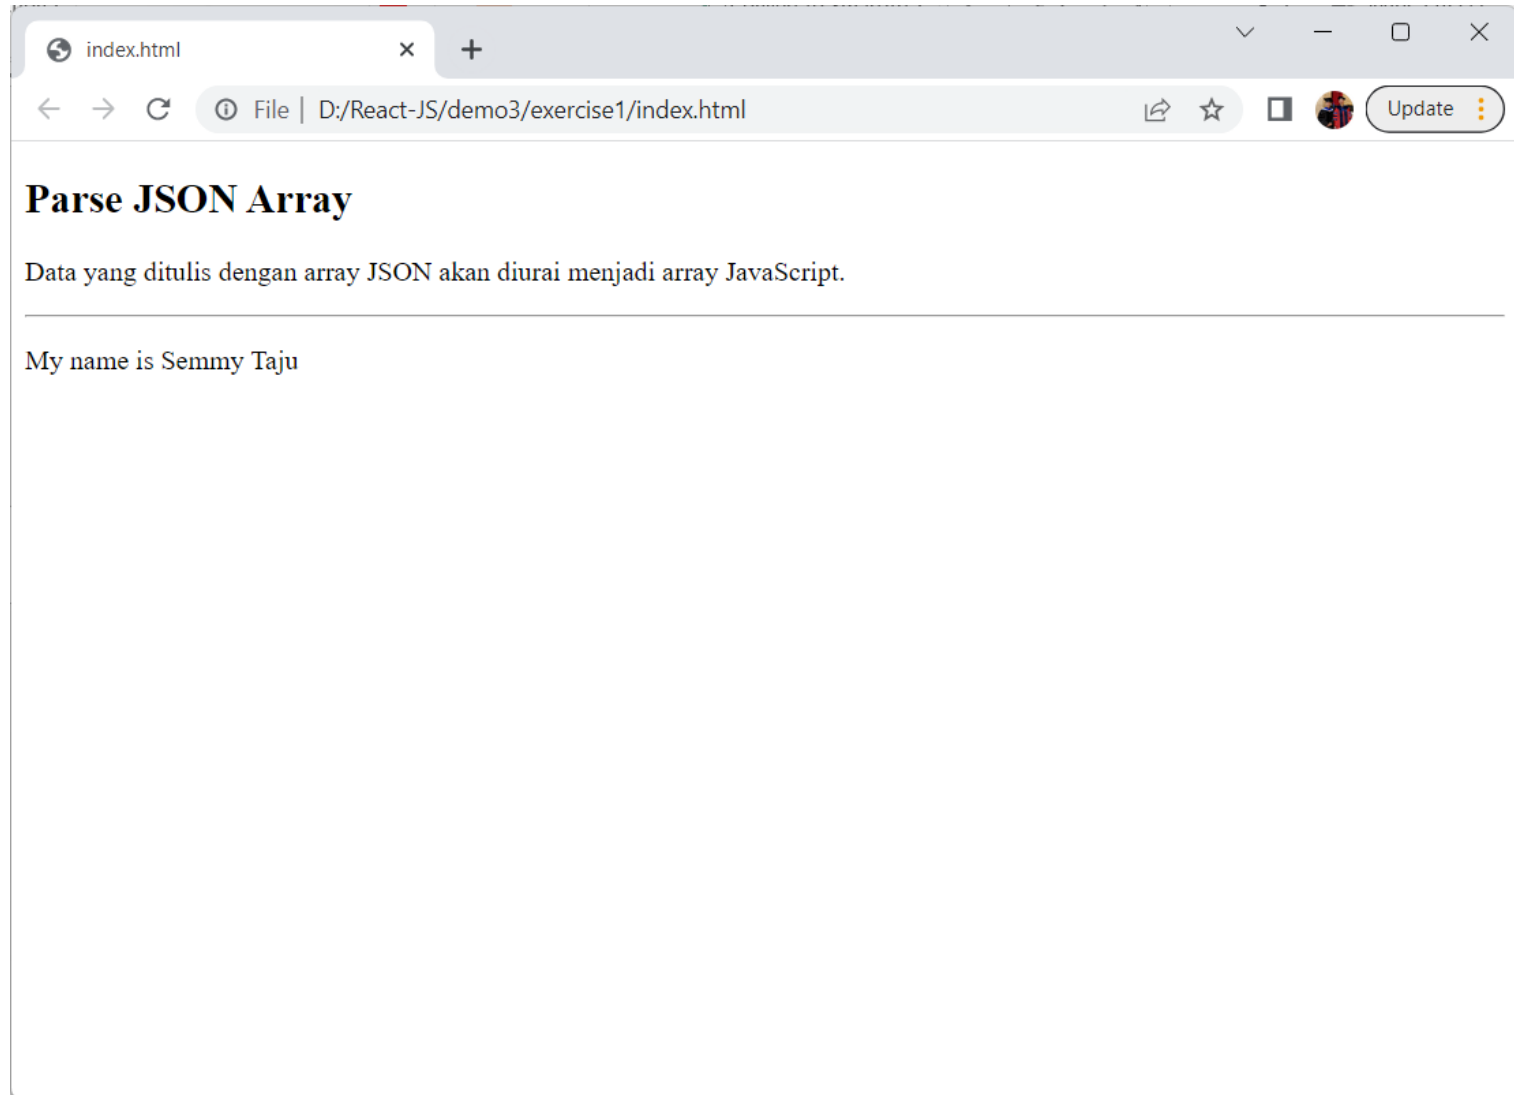 index.html
File | D:/React-JS/demo3/exercise1/index.html
Update
Parse JSON Array
Data yang ditulis dengan array JSON akan diurai menjadi array JavaScript.
My name is Semmy Taju